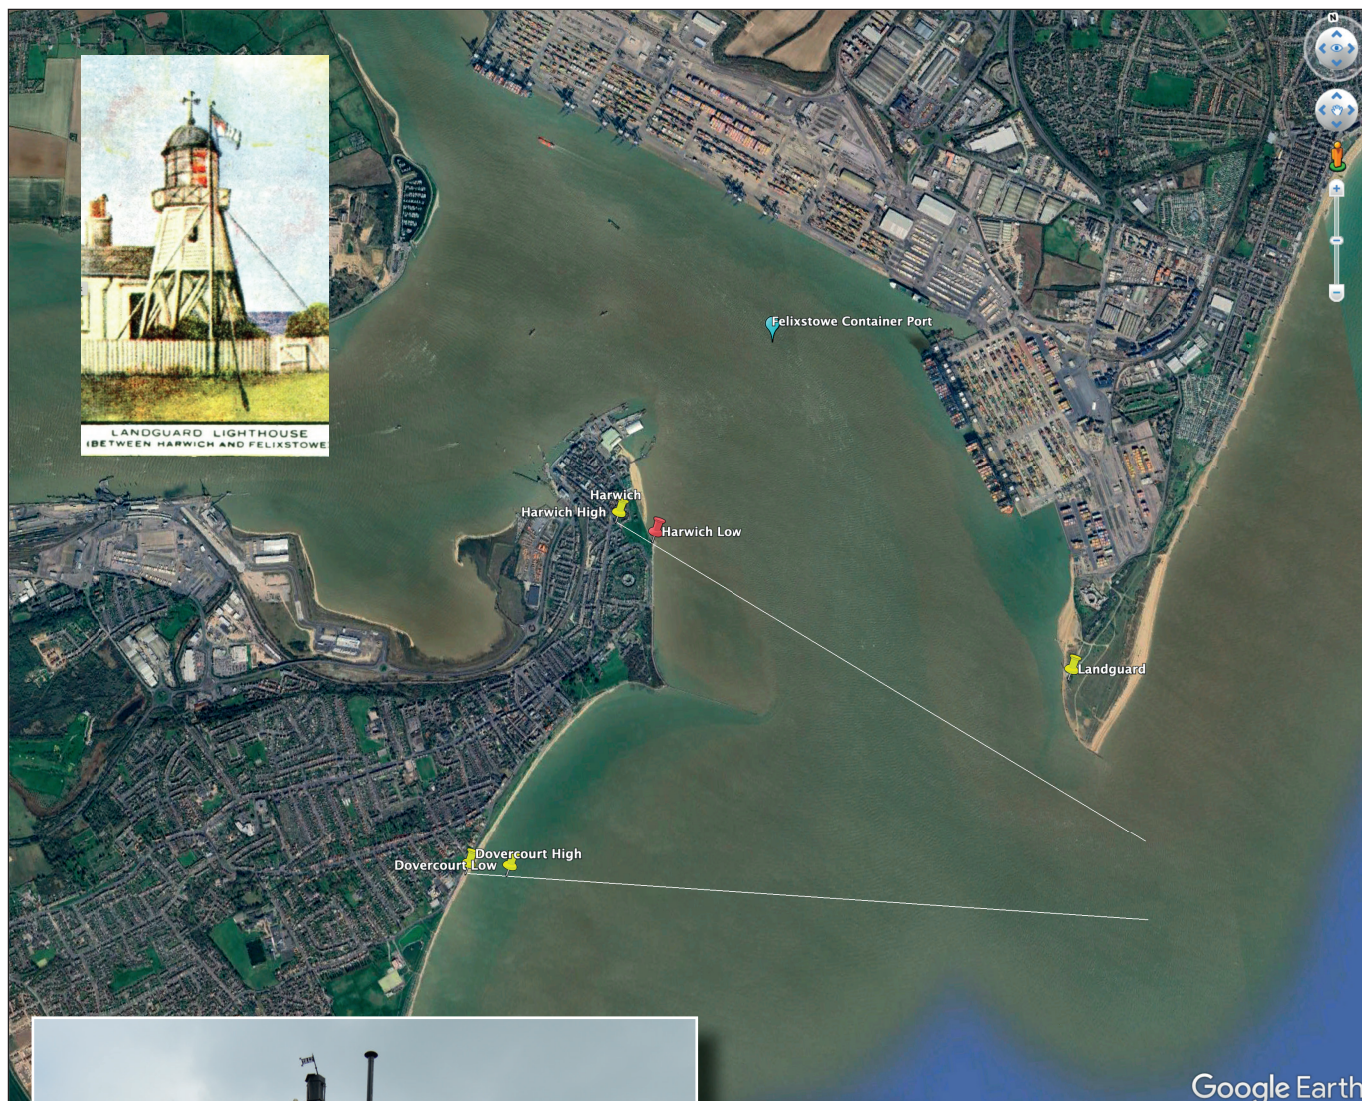 N
LANDGUARD LIGHTHOUSE
(BETWEEN HARWICH AND FELIXSTOWE
Felixstowe Container Port
Harwich
Harwich High
Harwich Low
Landguard
Dovercourt High
Dovercourt Low
Google Earth